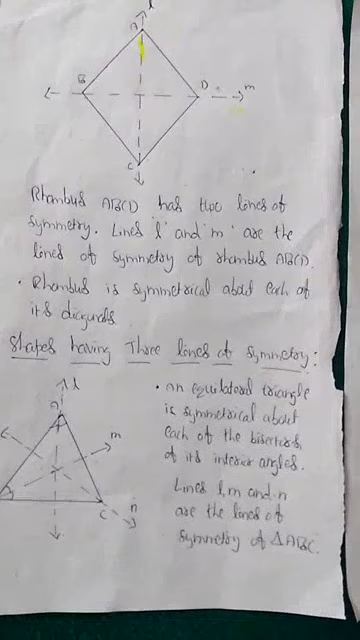 l
A
B
D
m
C
Rhombus ABCD has two lines of
symmetry. Lines 'l' and 'm' are the
lines of symmetry of rhombus ABCD.
• Rhombus is symmetrical about each of
its diagonals
Shapes having Three lines of symmetry:
l
A
m
C
n
• an equilateral triangle
is symmetrical about
each of the bisectors
of its interior angles.
Lines l, m and n
are the lines of
symmetry of ΔABC.